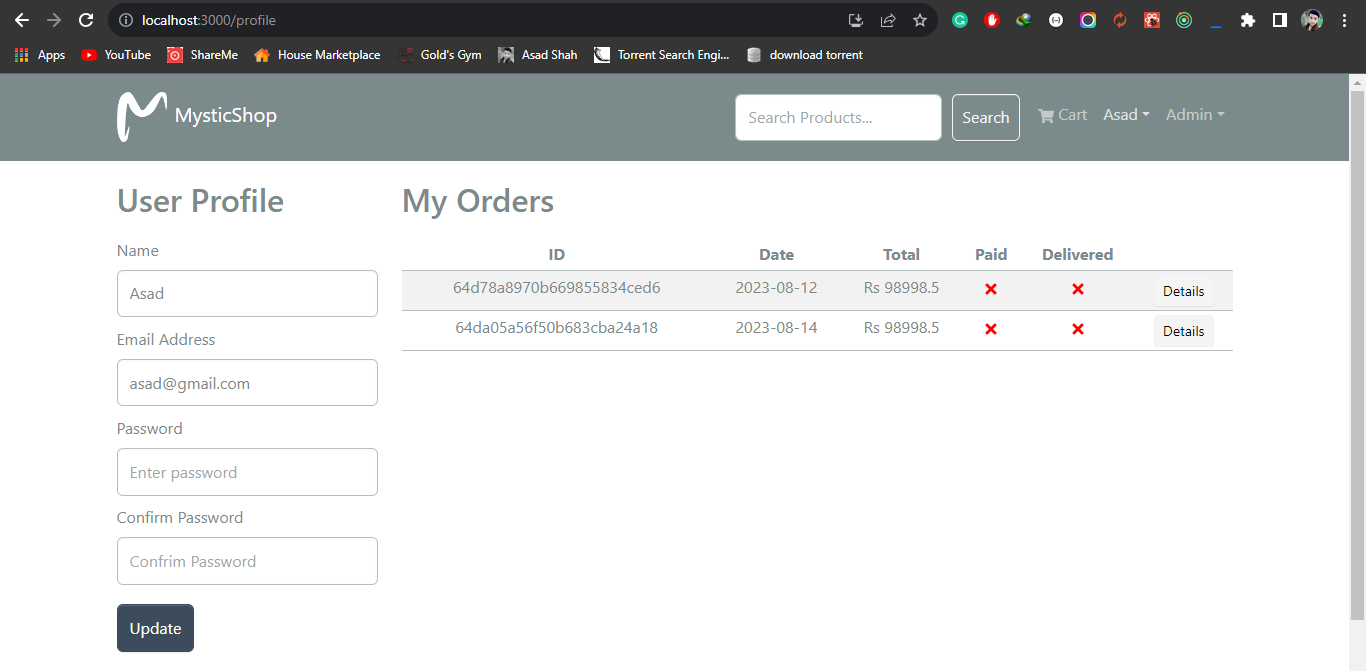 localhost:3000/profile
Apps YouTube ShareMe House Marketplace Gold's Gym Asad Shah Torrent Search Engi... download torrent
MysticShop Search Products... Search Cart Asad Admin
User Profile
Name
Asad
Email Address
asad@gmail.com
Password
Enter password
Confirm Password
Confrim Password
Update
My Orders
ID Date Total Paid Delivered
64d78a8970b669855834ced6 2023-08-12 Rs 98998.5 Details
64da05a56f50b683cba24a18 2023-08-14 Rs 98998.5 Details